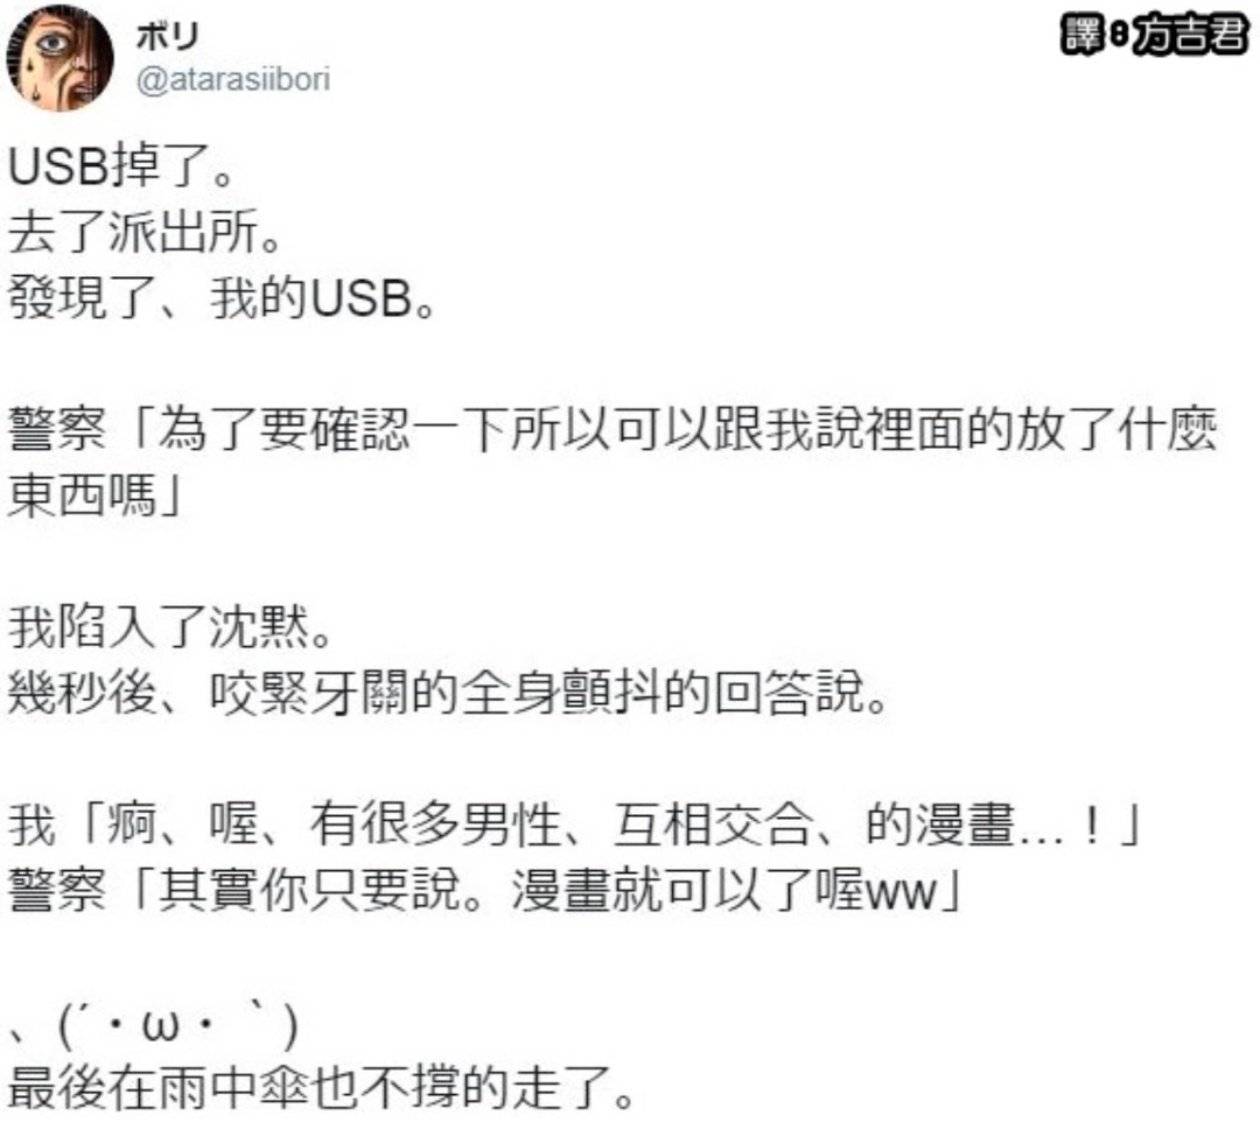 ボリ
譯:方吉君
@atarasiibori
USB掉了。
去了派出所。
發現了、我的USB。
警察「為了要確認一下所以可以跟我說裡面的放了什麼
東西嗎」
我陷入了沈默。
幾秒後、咬緊牙關的全身顫抖的回答說。
我「痾、喔、有很多男性、互相交合、的漫畫...！」
警察「其實你只要說。漫畫就可以了喔ww」
、(´・ω・｀)
最後在雨中傘也不撐的走了。